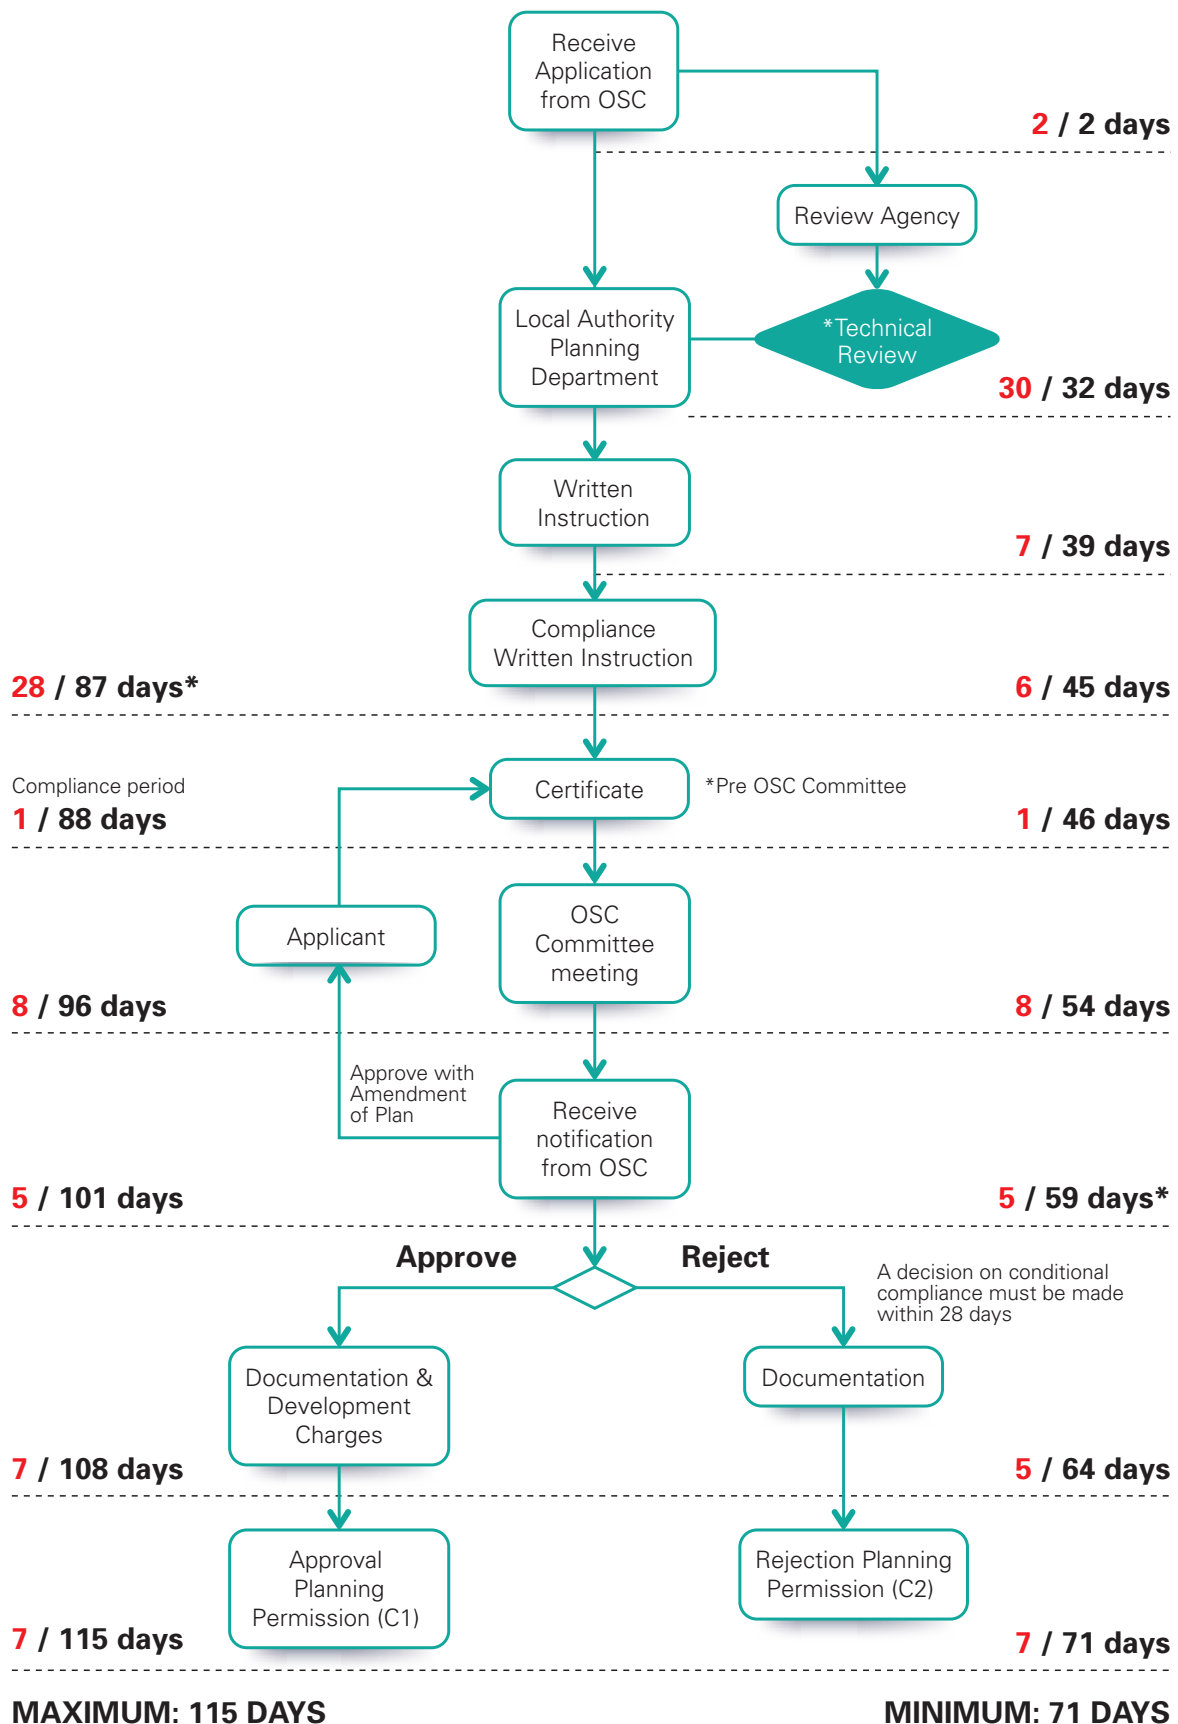 Receive
Application
from OSC
2 / 2 days
Review Agency
Local Authority
Planning
Department
*Technical
Review
30 / 32 days
Written
Instruction
7 / 39 days
Compliance
Written Instruction
28 / 87 days*
6 / 45 days
Compliance period
1 / 88 days
Certificate
*Pre OSC Committee
1 / 46 days
Applicant
OSC
Committee
meeting
8 / 96 days
8 / 54 days
Approve with
Amendment
of Plan
Receive
notification
from OSC
5 / 101 days
5 / 59 days*
Approve
Reject
A decision on conditional
compliance must be made
within 28 days
Documentation &
Development
Charges
Documentation
7 / 108 days
5 / 64 days
Approval
Planning
Permission (C1)
Rejection Planning
Permission (C2)
7 / 115 days
7 / 71 days
MAXIMUM: 115 DAYS
MINIMUM: 71 DAYS